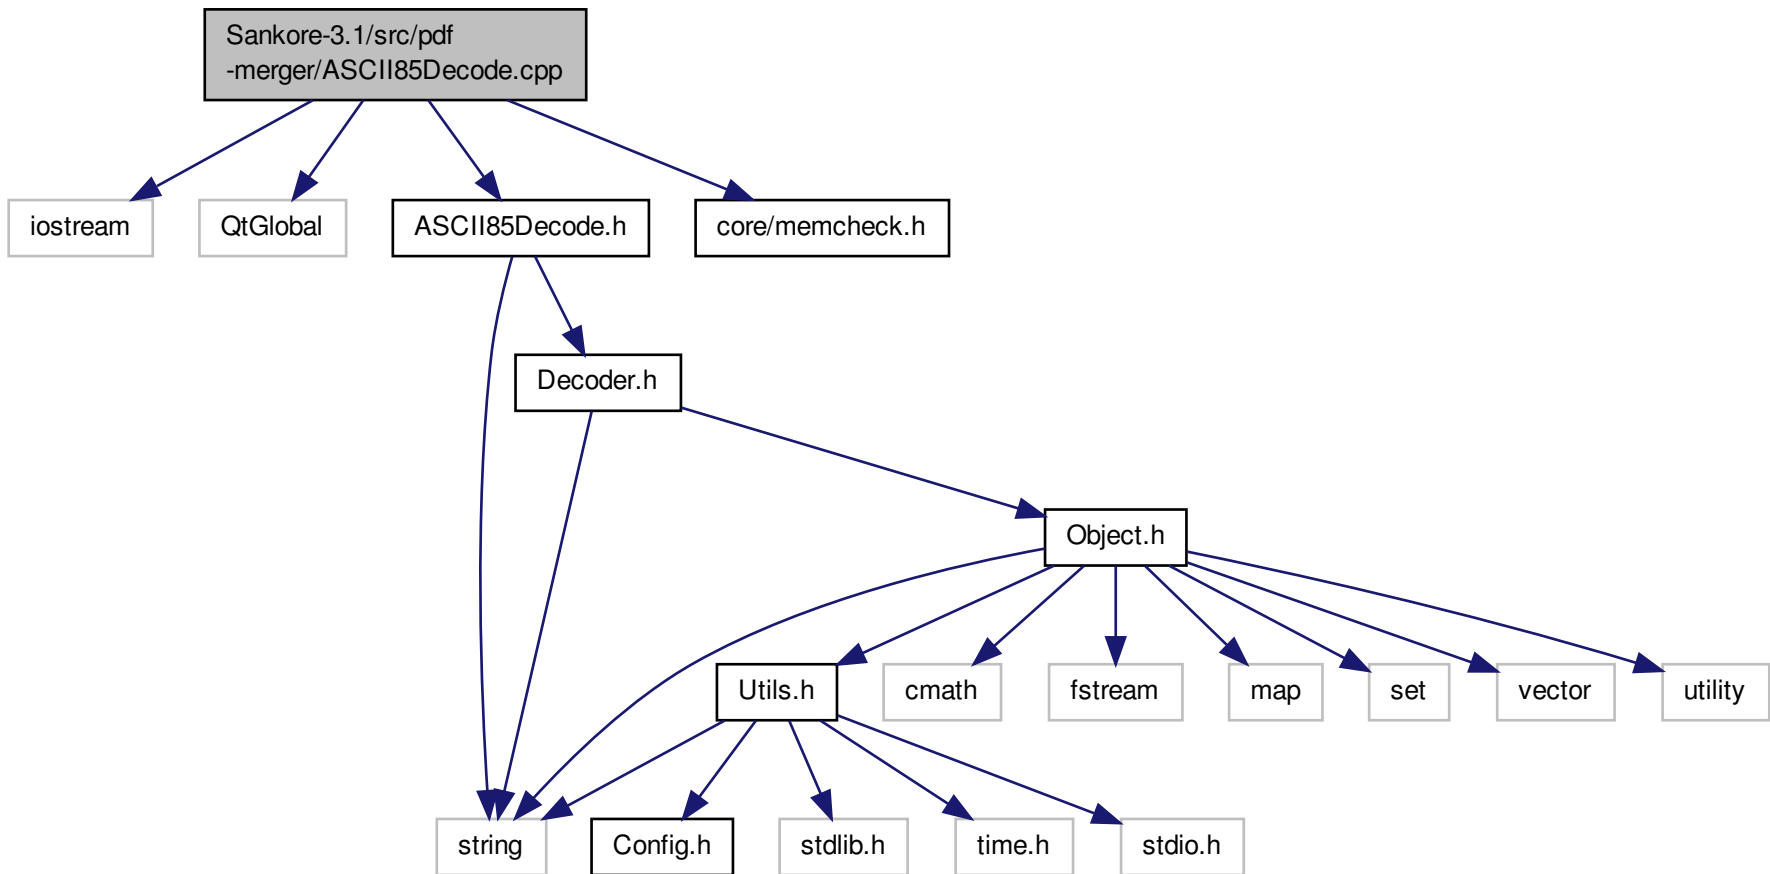 Sankore-3.1/src/pdf
-merger/ASCII85Decode.cpp
iostream
QtGlobal
ASCII85Decode.h
core/memcheck.h
Decoder.h
Object.h
Utils.h
cmath
fstream
map
set
vector
utility
string
Config.h
stdlib.h
time.h
stdio.h